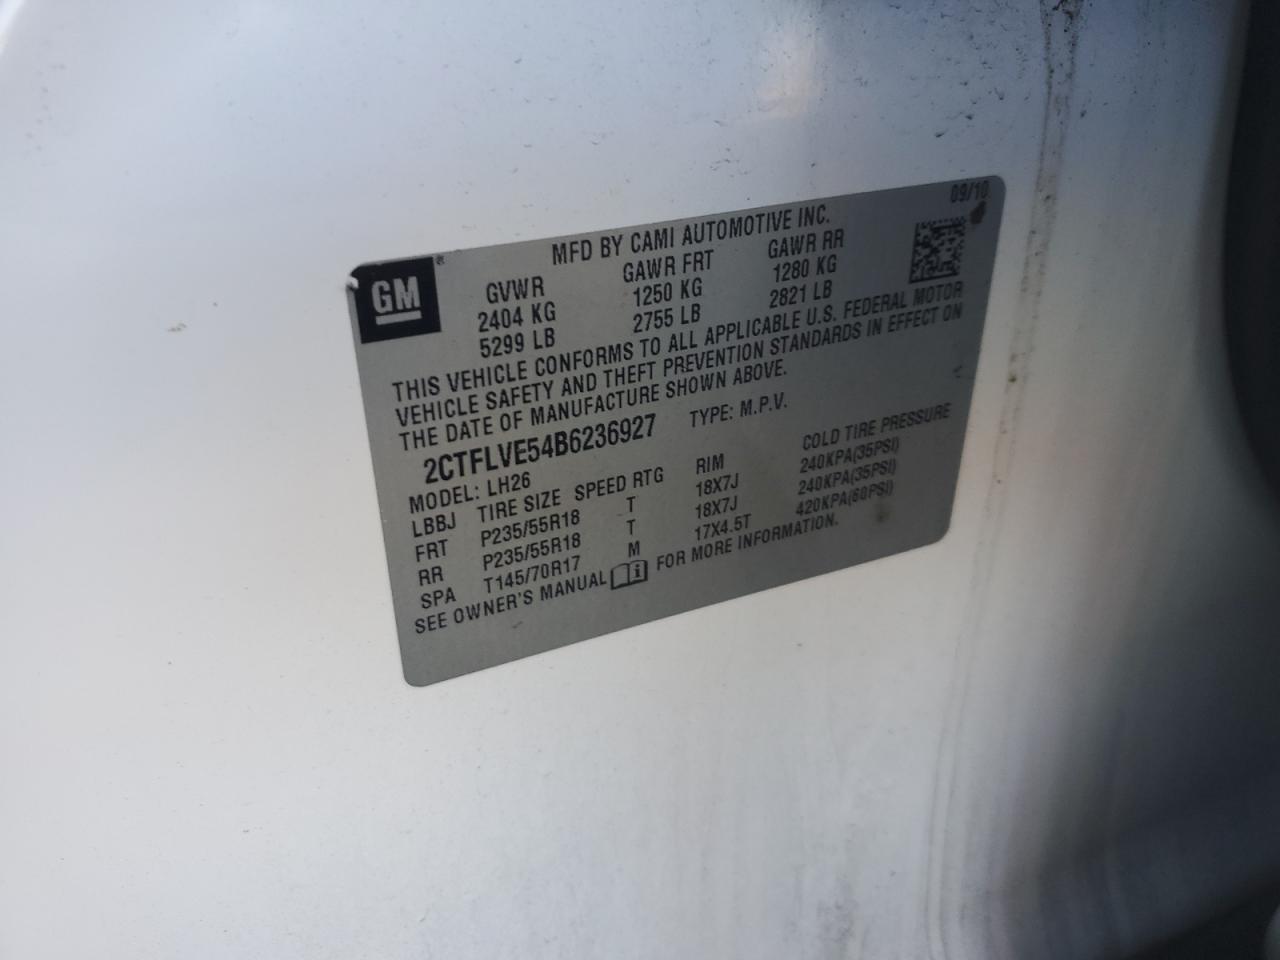 09/10
MFD BY CAMI AUTOMOTIVE INC.
GM ®
GVWR GAWR FRT GAWR RR
2404 KG 1250 KG 1280 KG
5299 LB 2755 LB 2821 LB
THIS VEHICLE CONFORMS TO ALL APPLICABLE U.S. FEDERAL MOTOR
VEHICLE SAFETY AND THEFT PREVENTION STANDARDS IN EFFECT ON
THE DATE OF MANUFACTURE SHOWN ABOVE.
2CTFLVE54B6236927 TYPE: M.P.V.
MODEL: LH26
LBBJ TIRE SIZE SPEED RTG RIM COLD TIRE PRESSURE
FRT P235/55R18 T 18X7J 240KPA(35PSI)
RR P235/55R18 T 18X7J 240KPA(35PSI)
SPA T145/70R17 M 17X4.5T 420KPA(60PSI)
SEE OWNER'S MANUAL FOR MORE INFORMATION.